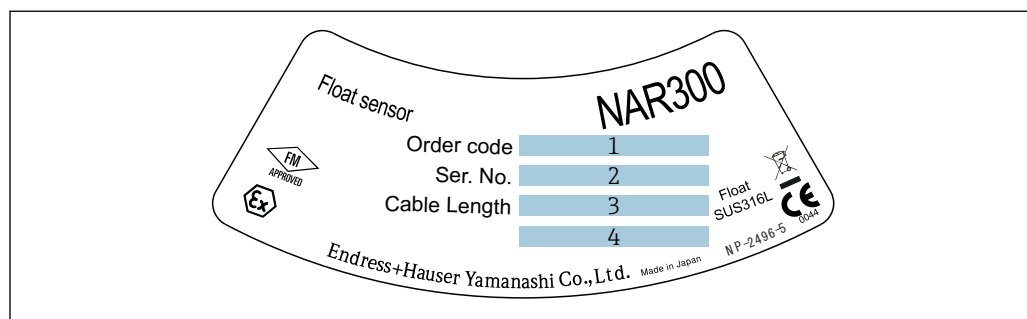 Float sensor
NAR300
Order code 1
Ser. No. 2
Cable Length 3
4
FM
APPROVED
Ex
Float
SUS316L
CE
0044
NP-2496-5
Endress+Hauser Yamanashi Co.,Ltd. Made in Japan